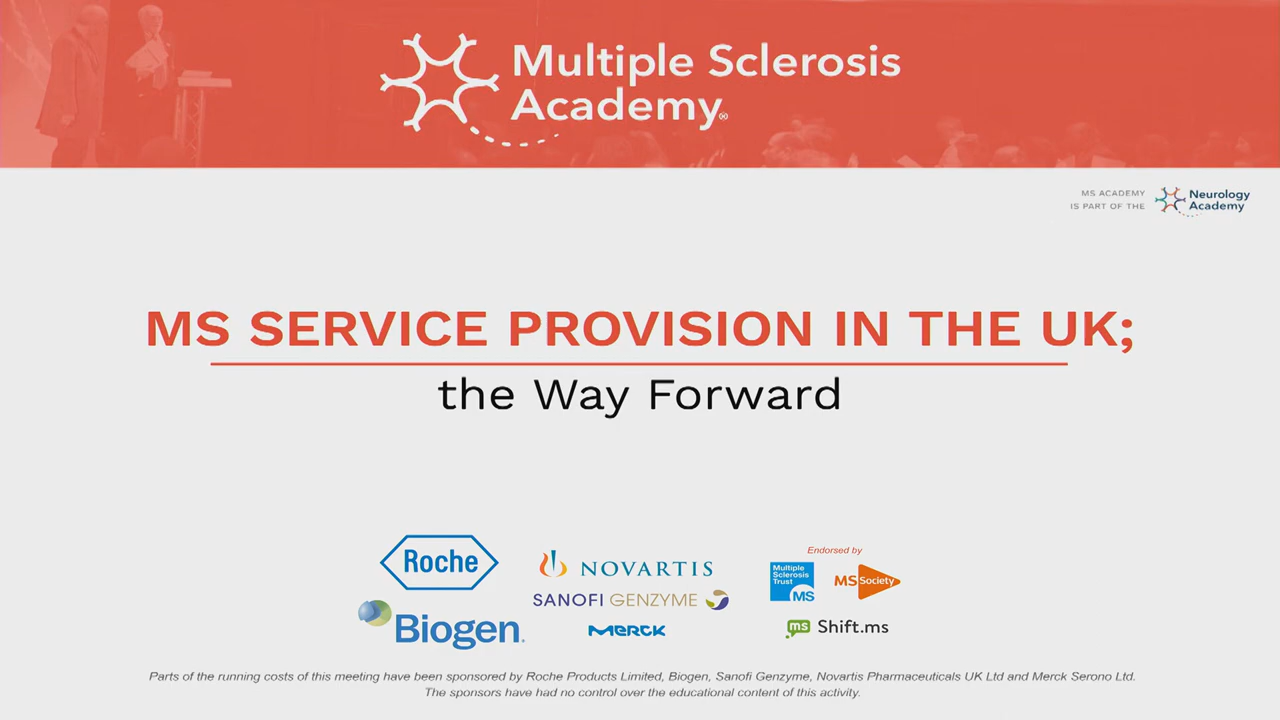 Multiple Sclerosis
Academy®
MS ACADEMY
IS PART OF THE
Neurology
Academy
MS SERVICE PROVISION IN THE UK;
the Way Forward
Roche
NOVARTIS
SANOFI GENZYME
Biogen.
MERCK
Endorsed by
Multiple
Sclerosis
Trust
MS
MS Society
ms Shift.ms
Parts of the running costs of this meeting have been sponsored by Roche Products Limited, Biogen, Sanofi Genzyme, Novartis Pharmaceuticals UK Ltd and Merck Serono Ltd.
The sponsors have had no control over the educational content of this activity.